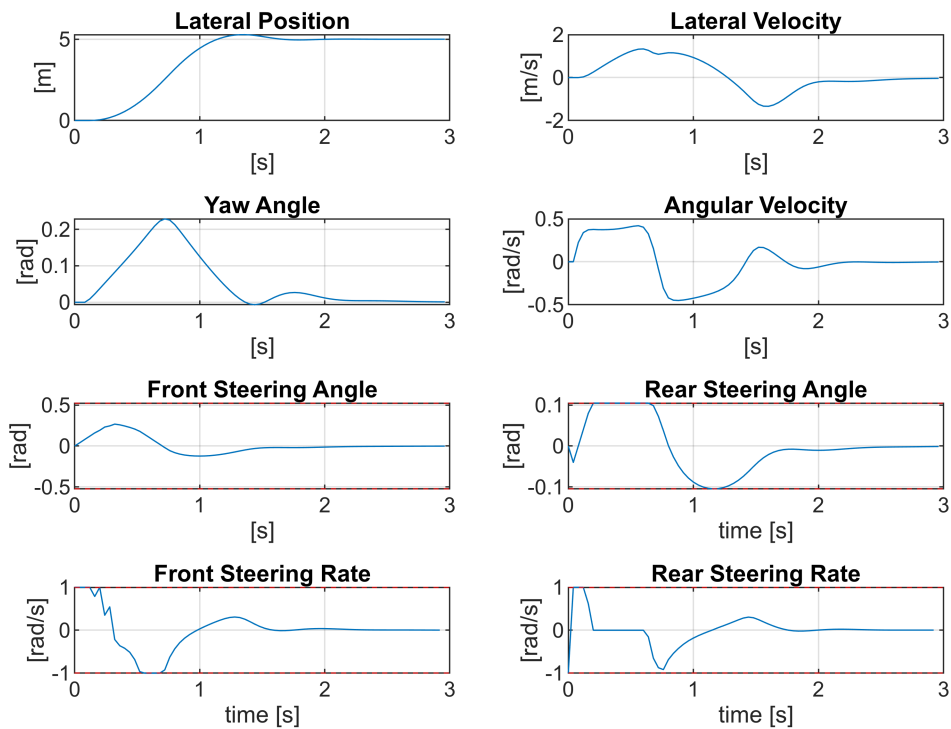 Lateral Position
[m]
5
0
0 1 2 3
[s]
Lateral Velocity
[m/s]
2
0
-2
0 1 2 3
[s]
Yaw Angle
[rad]
0.2
0.1
0
0 1 2 3
[s]
Angular Velocity
[rad/s]
0.5
0
-0.5
0 1 2 3
[s]
Front Steering Angle
[rad]
0.5
0
-0.5
0 1 2 3
[s]
Rear Steering Angle
[rad]
0.1
0
-0.1
0 1 2 3
time [s]
Front Steering Rate
[rad/s]
1
0
-1
0 1 2 3
time [s]
Rear Steering Rate
[rad/s]
1
0
-1
0 1 2 3
time [s]